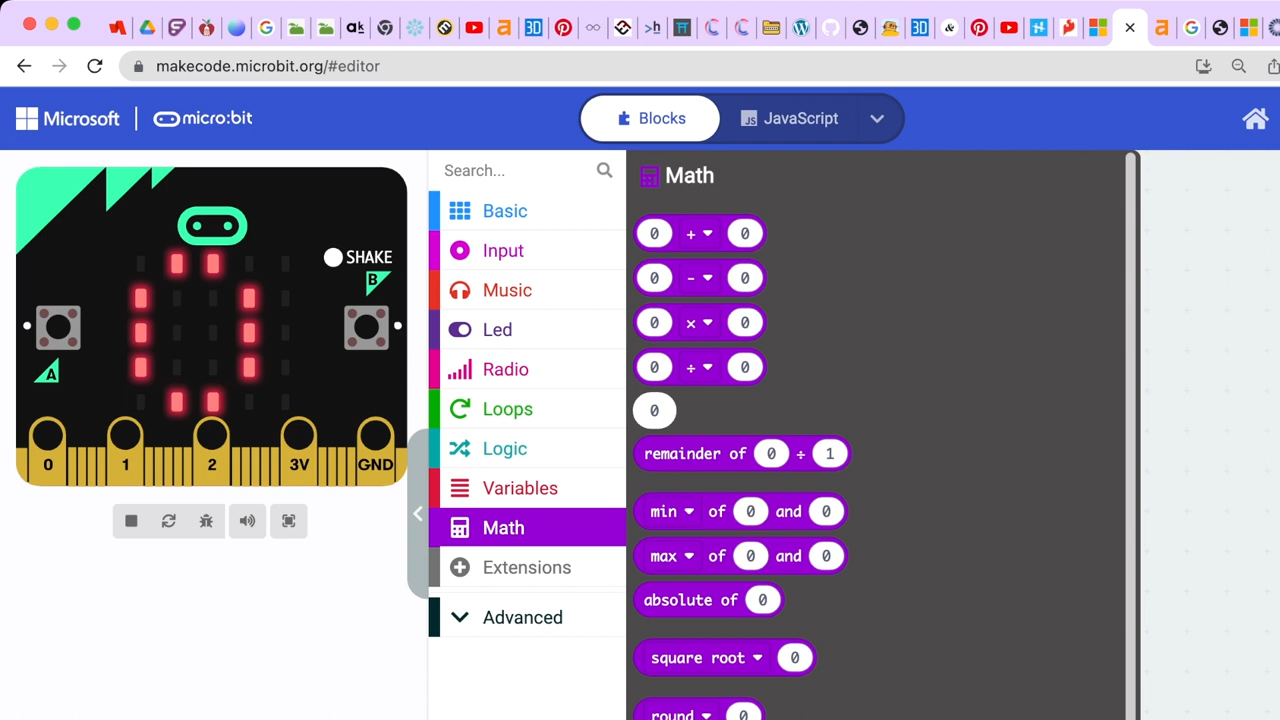 makecode.microbit.org/#editor
Microsoft | micro:bit
Blocks
JavaScript
SHAKE
B
A
0 1 2 3V GND
Search...
Basic
Input
Music
Led
Radio
Loops
Logic
Variables
Math
Extensions
Advanced
Math
0 + 0
0 - 0
0 × 0
0 ÷ 0
0
remainder of 0 ÷ 1
min of 0 and 0
max of 0 and 0
absolute of 0
square root 0
round 0